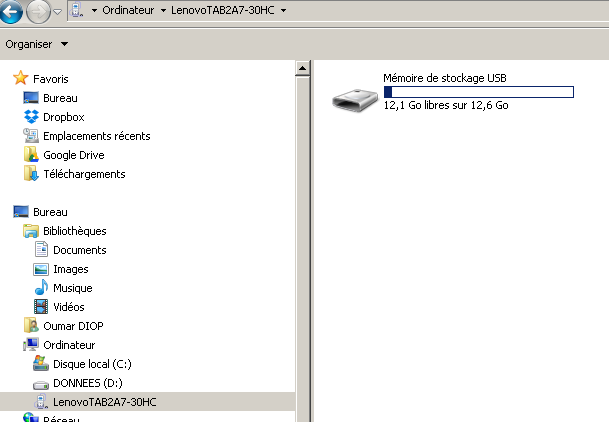 Ordinateur LenovoTAB2A7-30HC
Organiser
Favoris
Bureau
Dropbox
Emplacements récents
Google Drive
Téléchargements
Bureau
Bibliothèques
Documents
Images
Musique
Vidéos
Oumar DIOP
Ordinateur
Disque local (C:)
DONNEES (D:)
LenovoTAB2A7-30HC
Réseau
Mémoire de stockage USB
12,1 Go libres sur 12,6 Go